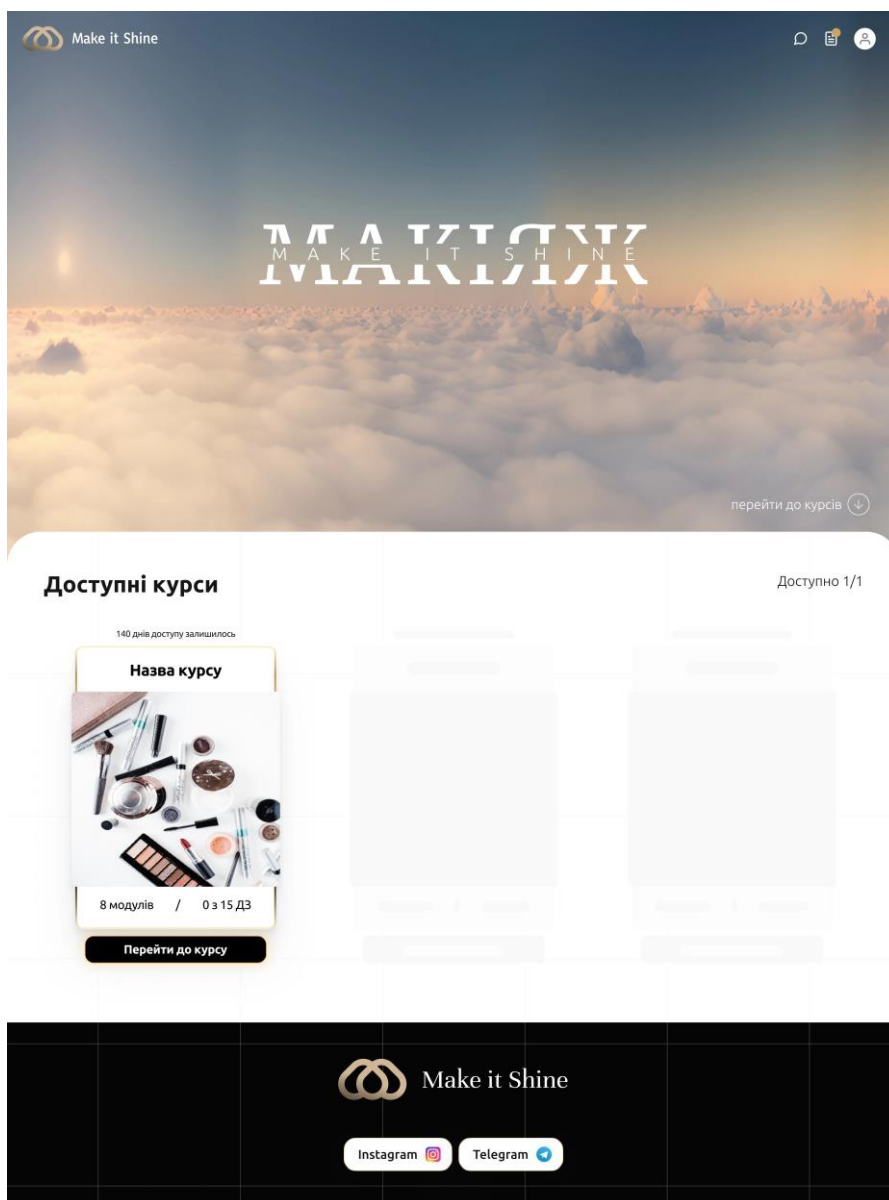 Make it Shine
МАКІЯЖ
MAKE IT SHINE
перейти до курсів
Доступні курси
Доступно 1/1
140 днів доступу залишилось
Назва курсу
8 модулів / 0 з 15 ДЗ
Перейти до курсу
Make it Shine
Instagram
Telegram